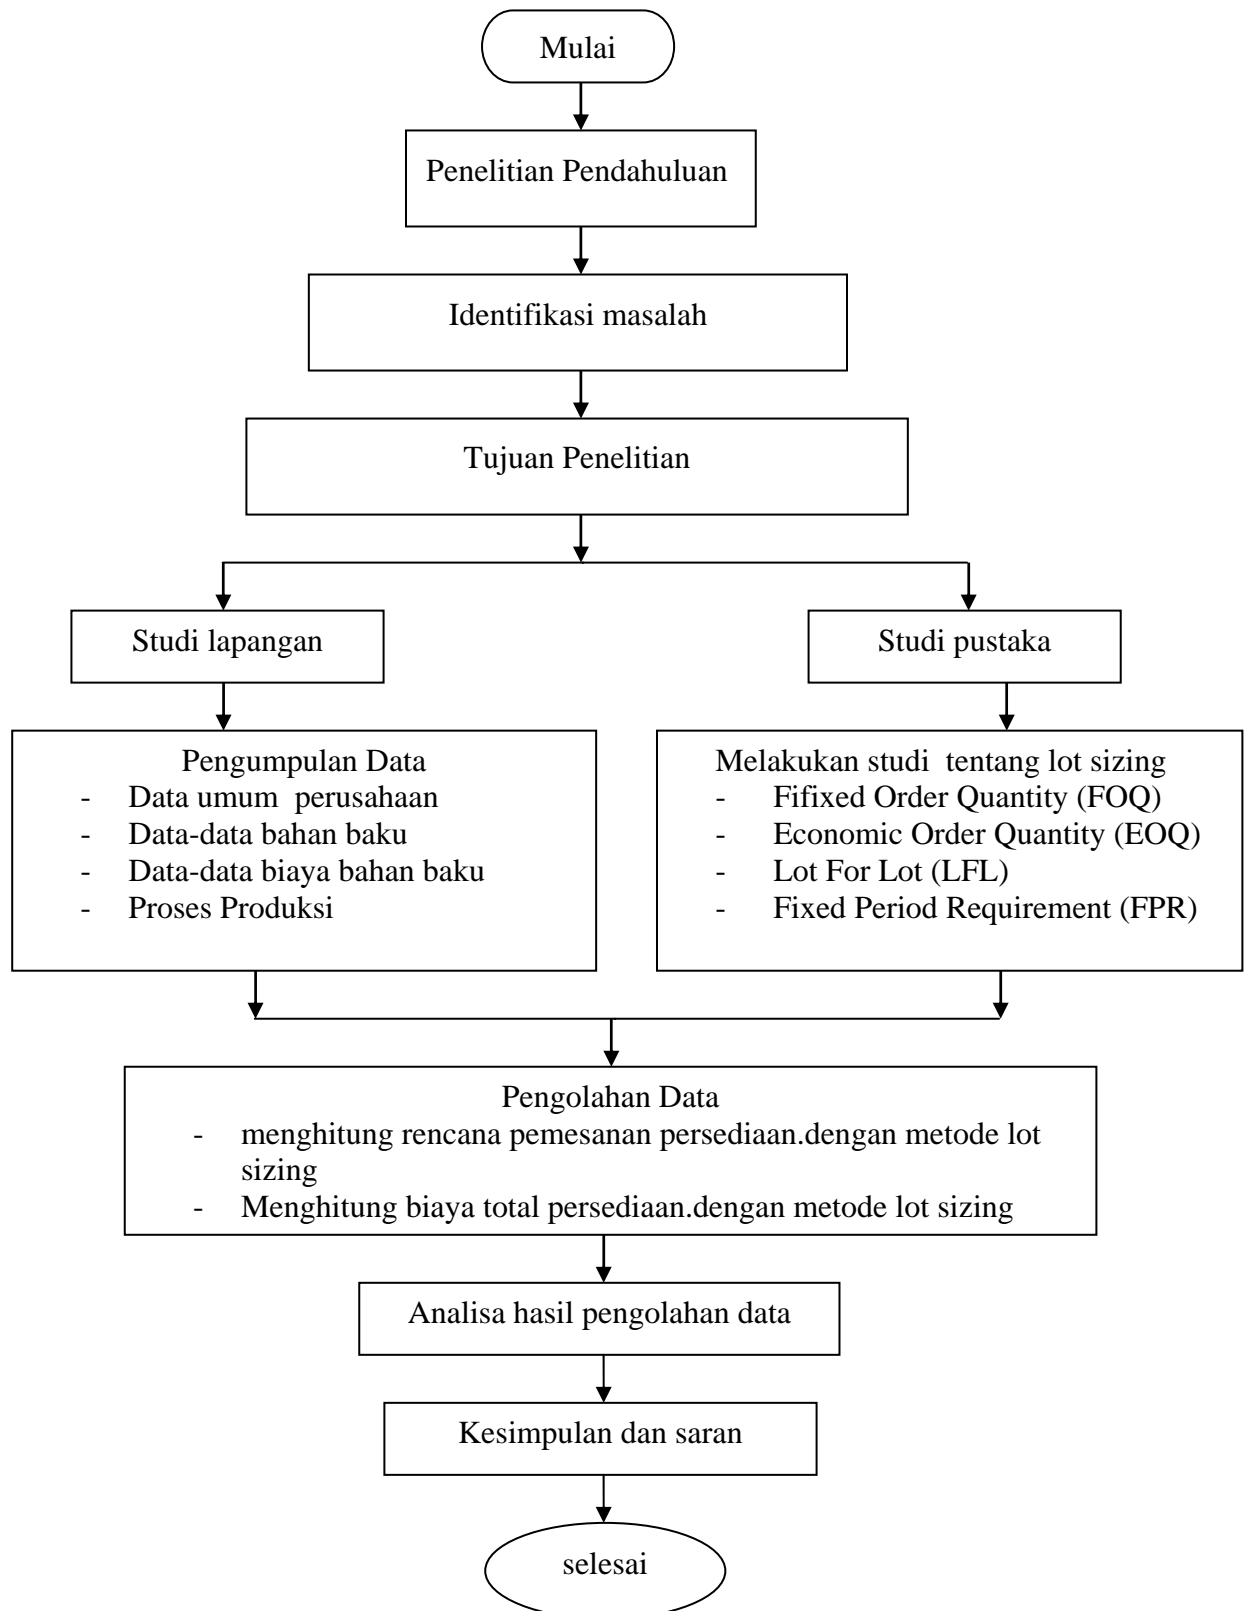 Mulai
Penelitian Pendahuluan
Identifikasi masalah
Tujuan Penelitian
Studi lapangan
Studi pustaka
Pengumpulan Data
- Data umum perusahaan
- Data-data bahan baku
- Data-data biaya bahan baku
- Proses Produksi
Melakukan studi tentang lot sizing
- Fifixed Order Quantity (FOQ)
- Economic Order Quantity (EOQ)
- Lot For Lot (LFL)
- Fixed Period Requirement (FPR)
Pengolahan Data
- menghitung rencana pemesanan persediaan.dengan metode lot
sizing
- Menghitung biaya total persediaan.dengan metode lot sizing
Analisa hasil pengolahan data
Kesimpulan dan saran
selesai